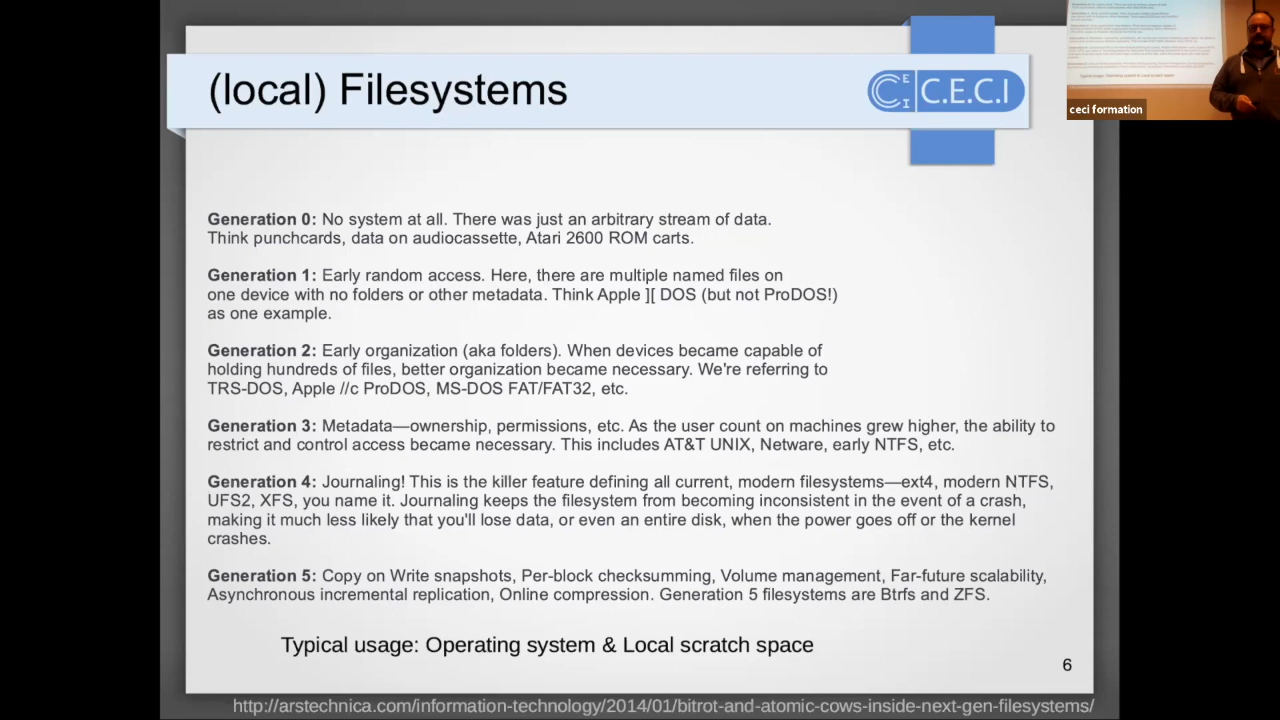 (local) Filesystems
C E C I
C.E.C.I
ceci formation
Generation 0: No system at all. There was just an arbitrary stream of data.
Think punchcards, data on audiocassette, Atari 2600 ROM carts.
Generation 1: Early random access. Here, there are multiple named files on
one device with no folders or other metadata. Think Apple ][ DOS (but not ProDOS!)
as one example.
Generation 2: Early organization (aka folders). When devices became capable of
holding hundreds of files, better organization became necessary. We're referring to
TRS-DOS, Apple //c ProDOS, MS-DOS FAT/FAT32, etc.
Generation 3: Metadata—ownership, permissions, etc. As the user count on machines grew higher, the ability to
restrict and control access became necessary. This includes AT&T UNIX, Netware, early NTFS, etc.
Generation 4: Journaling! This is the killer feature defining all current, modern filesystems—ext4, modern NTFS,
UFS2, XFS, you name it. Journaling keeps the filesystem from becoming inconsistent in the event of a crash,
making it much less likely that you'll lose data, or even an entire disk, when the power goes off or the kernel
crashes.
Generation 5: Copy on Write snapshots, Per-block checksumming, Volume management, Far-future scalability,
Asynchronous incremental replication, Online compression. Generation 5 filesystems are Btrfs and ZFS.
Typical usage: Operating system & Local scratch space
6
http://arstechnica.com/information-technology/2014/01/bitrot-and-atomic-cows-inside-next-gen-filesystems/